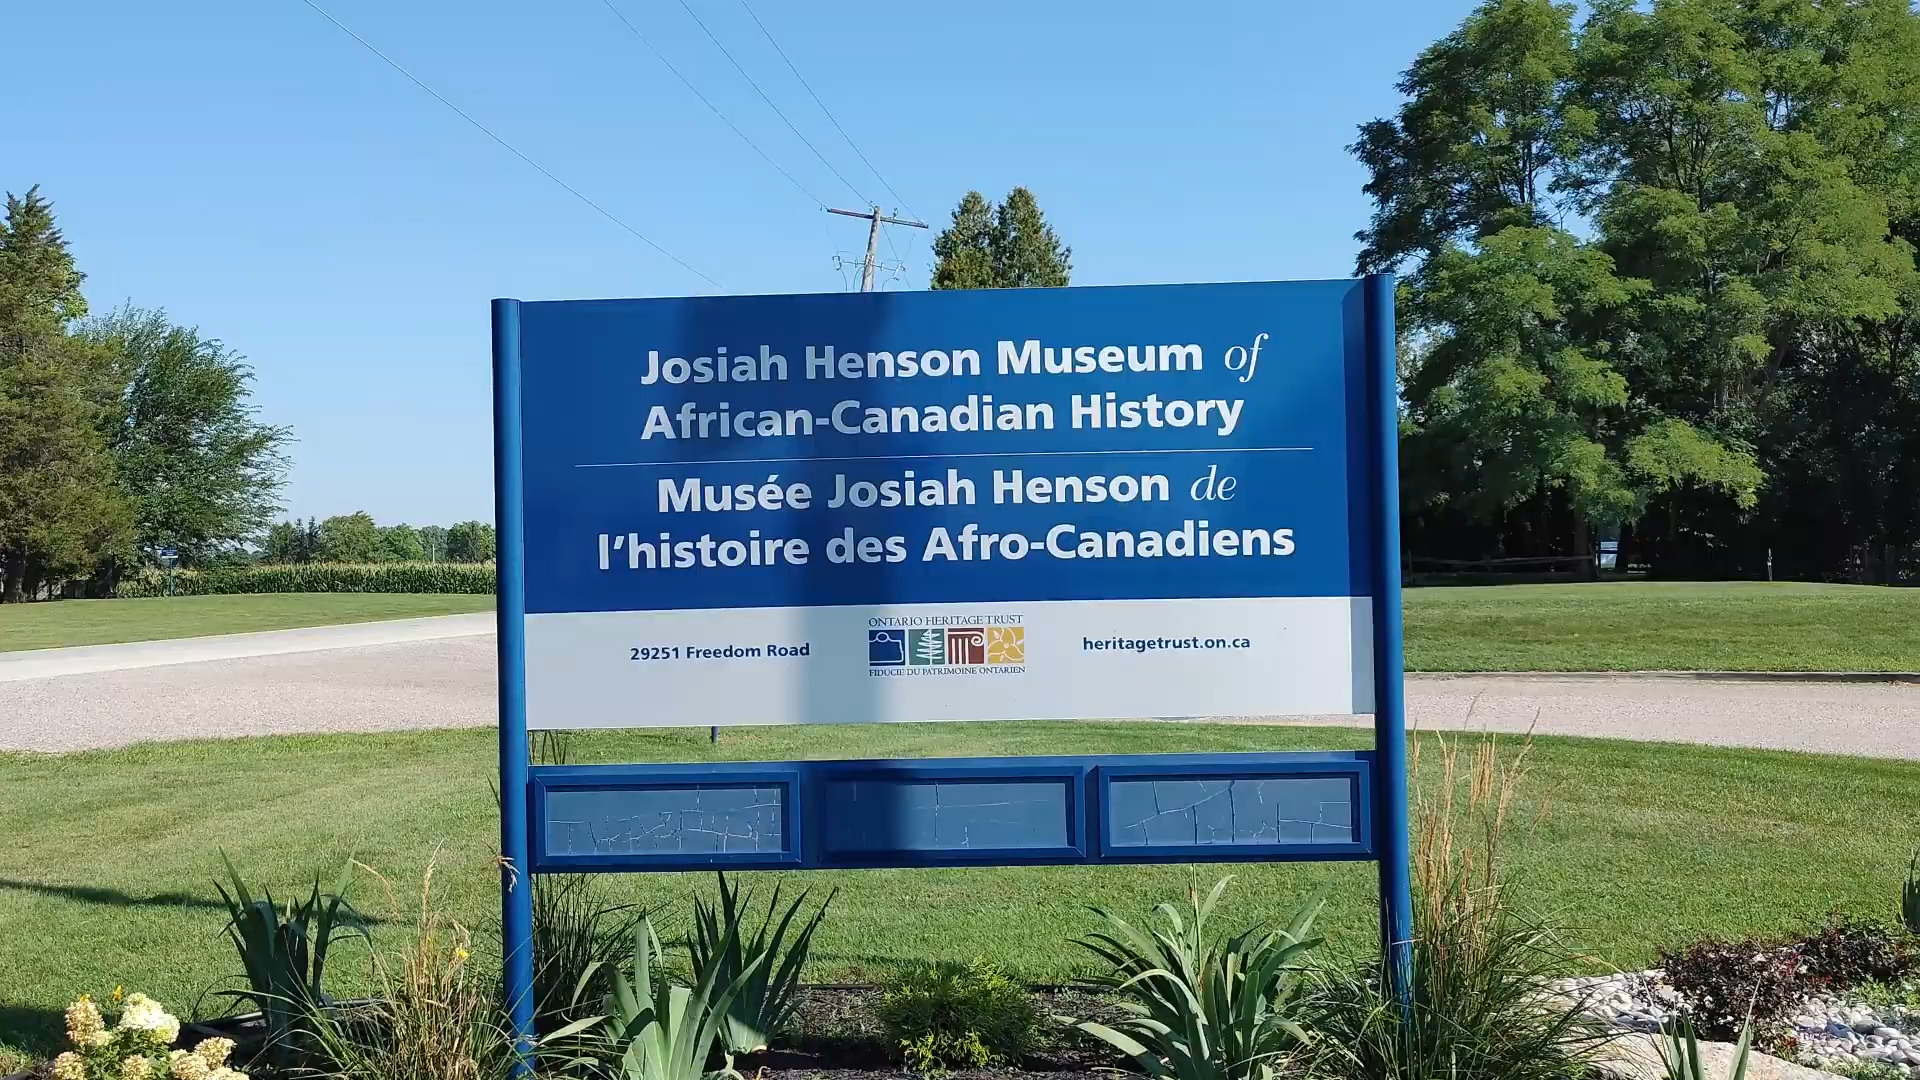 Josiah Henson Museum of
African-Canadian History
Musée Josiah Henson de
l'histoire des Afro-Canadiens
29251 Freedom Road
ONTARIO HERITAGE TRUST
FIDUCIE DU PATRIMOINE ONTARIEN
heritagetrust.on.ca